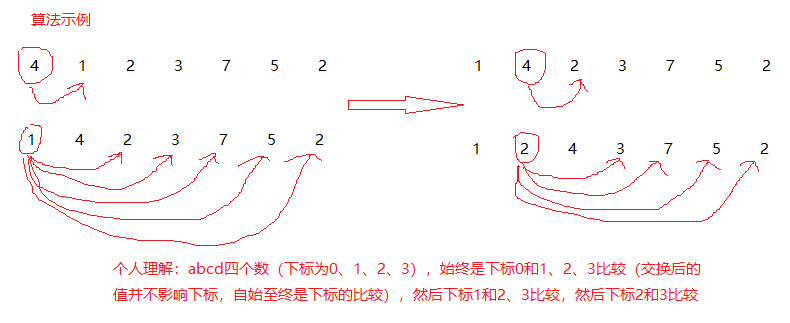 算法示例
4 1 2 3 7 5 2
1 4 2 3 7 5 2
1 4 2 3 7 5 2
1 2 4 3 7 5 2
个人理解：abcd四个数（下标为0、1、2、3），始终是下标0和1、2、3比较（交换后的
值并不影响下标，自始至终是下标的比较），然后下标1和2、3比较，然后下标2和3比较